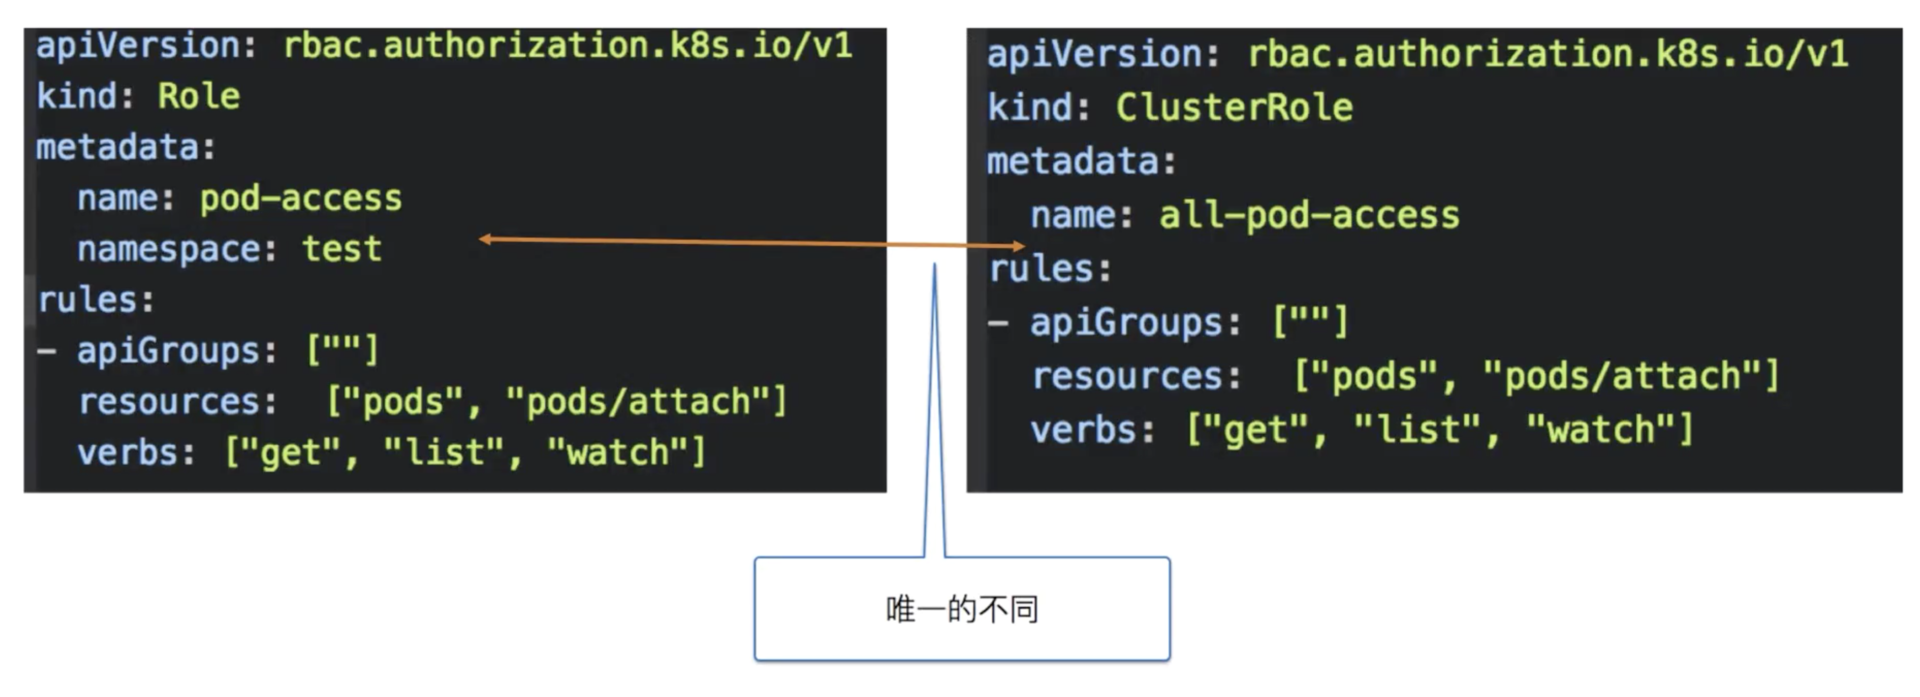 apiVersion: rbac.authorization.k8s.io/v1
kind: Role
metadata:
  name: pod-access
  namespace: test
rules:
- apiGroups: [""]
  resources:  ["pods", "pods/attach"]
  verbs: ["get", "list", "watch"]
apiVersion: rbac.authorization.k8s.io/v1
kind: ClusterRole
metadata:
  name: all-pod-access
rules:
- apiGroups: [""]
  resources:  ["pods", "pods/attach"]
  verbs: ["get", "list", "watch"]
唯一的不同